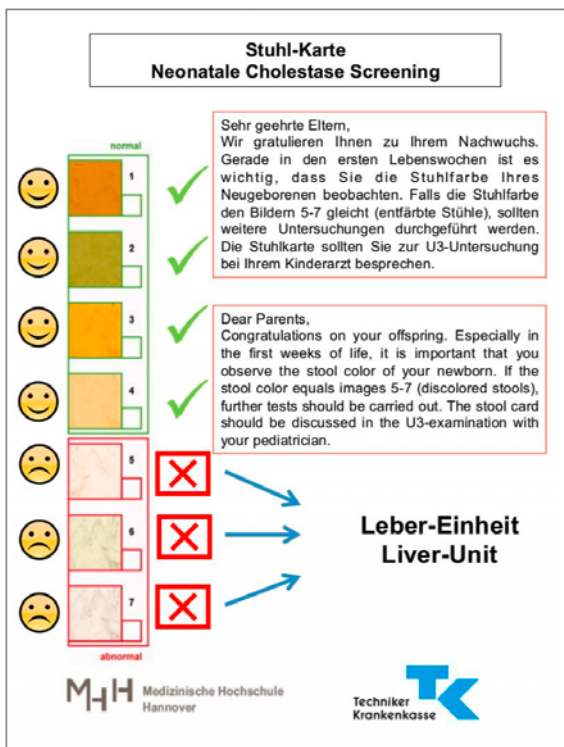 Stuhl-Karte
Neonatale Cholestase Screening
normal
1
2
3
4
5
6
7
abnormal
Sehr geehrte Eltern,
Wir gratulieren Ihnen zu Ihrem Nachwuchs.
Gerade in den ersten Lebenswochen ist es
wichtig, dass Sie die Stuhlfarbe Ihres
Neugeborenen beobachten. Falls die Stuhlfarbe
den Bildern 5-7 gleicht (entfärbte Stühle), sollten
weitere Untersuchungen durchgeführt werden.
Die Stuhlkarte sollten Sie zur U3-Untersuchung
bei Ihrem Kinderarzt besprechen.
Dear Parents,
Congratulations on your offspring. Especially in
the first weeks of life, it is important that you
observe the stool color of your newborn. If the
stool color equals images 5-7 (discolored stools),
further tests should be carried out. The stool card
should be discussed in the U3-examination with
your pediatrician.
Leber-Einheit
Liver-Unit
MHH
Medizinische Hochschule
Hannover
TK
Techniker
Krankenkasse